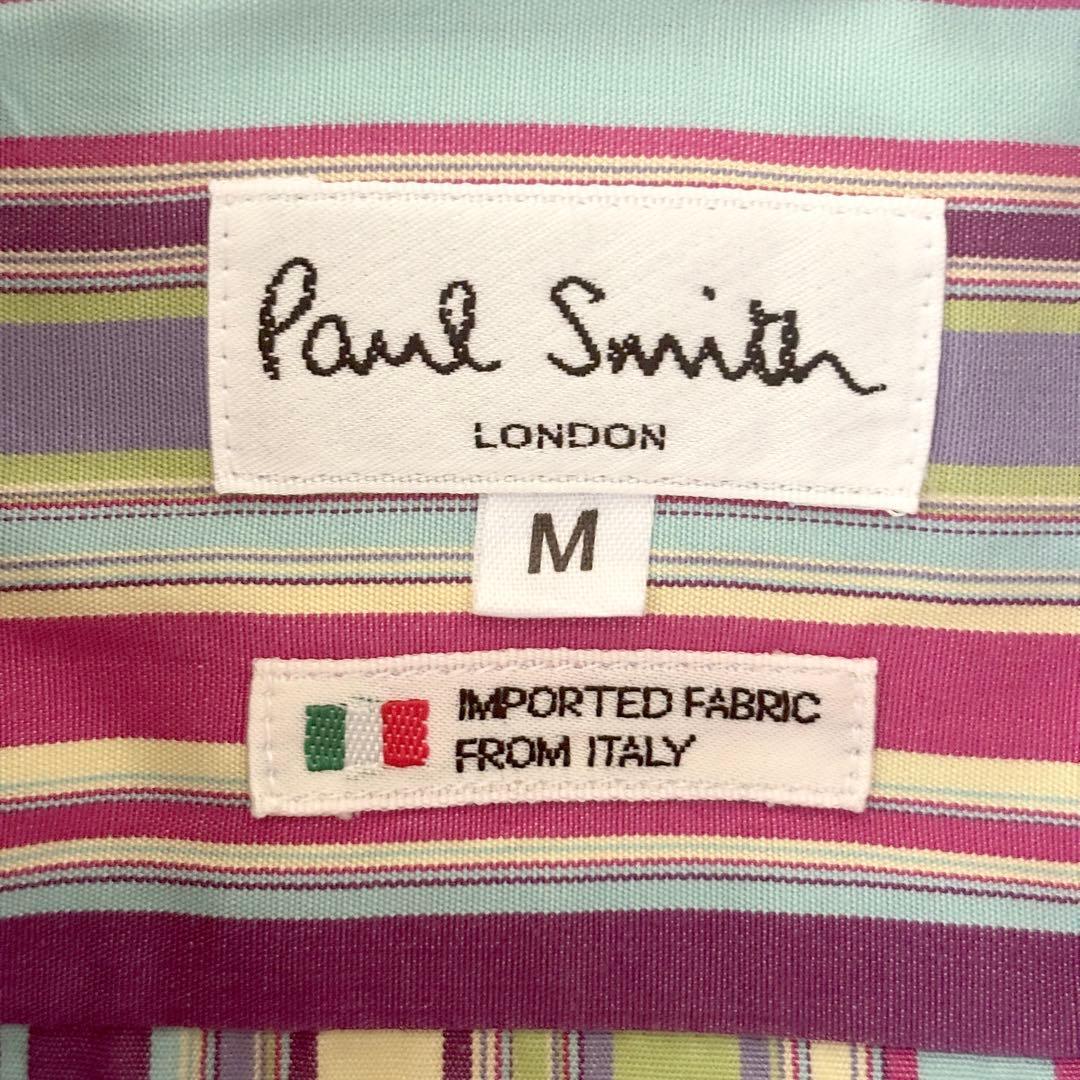 Paul Smith
LONDON
M
IMPORTED FABRIC
FROM ITALY